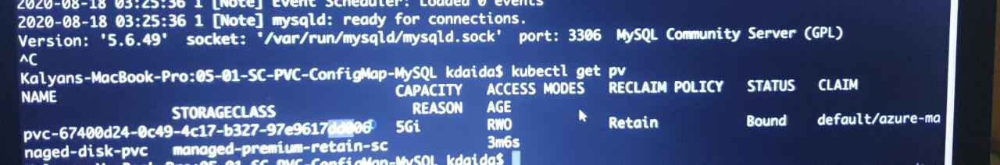 2020-08-18 03:25:36 1 [Note] Event Scheduler: Loaded 0 events
2020-08-18 03:25:36 1 [Note] mysqld: ready for connections.
Version: '5.6.49'  socket: '/var/run/mysqld/mysqld.sock'  port: 3306  MySQL Community Server (GPL)
^C
Kalyans-MacBook-Pro:05-01-SC-PVC-ConfigMap-MySQL kdaida$ kubectl get pv
NAME CAPACITY ACCESS MODES RECLAIM POLICY STATUS CLAIM
STORAGECLASS REASON AGE
pvc-67400d24-0c49-4c17-b327-97e9617dd006 5Gi RWO Retain Bound default/azure-ma
naged-disk-pvc managed-premium-retain-sc 3m6s
Kalyans-MacBook-Pro:05-01-SC-PVC-ConfigMap-MySQL kdaida$